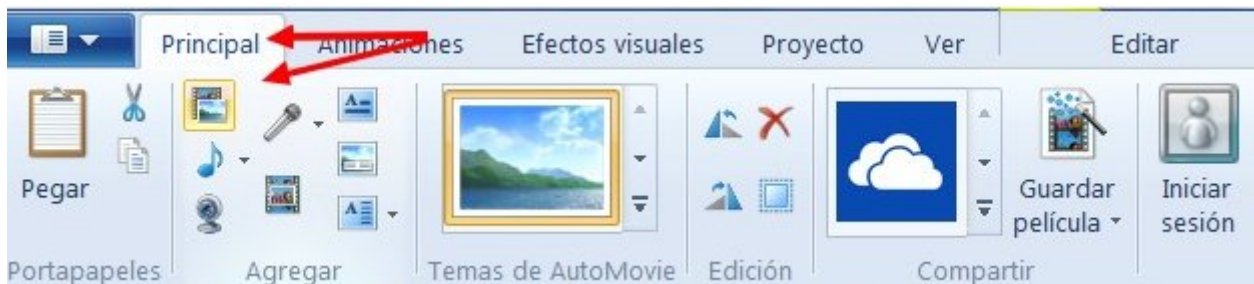 Principal Animaciones Efectos visuales Proyecto Ver Editar
Pegar
Guardar película
Iniciar sesión
Portapapeles Agregar Temas de AutoMovie Edición Compartir